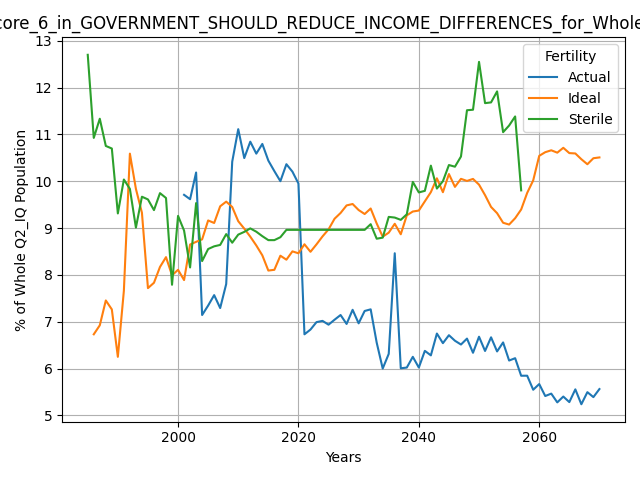 core_6_in_GOVERNMENT_SHOULD_REDUCE_INCOME_DIFFERENCES_for_Whole
13
12
11
10
9
8
7
6
5
% of Whole Q2_IQ Population
Fertility
Actual
Ideal
Sterile
2000
2020
2040
2060
Years